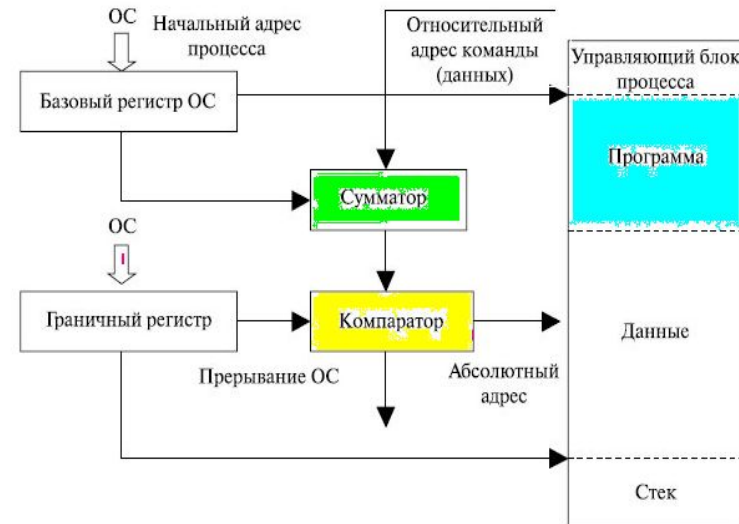 ОС
Начальный адрес
процесса
Относительный
адрес команды
(данных)
Управляющий блок
процесса
Базовый регистр ОС
Программа
Сумматор
ОС
Граничный регистр
Компаратор
Данные
Прерывание ОС
Абсолютный
адрес
Стек